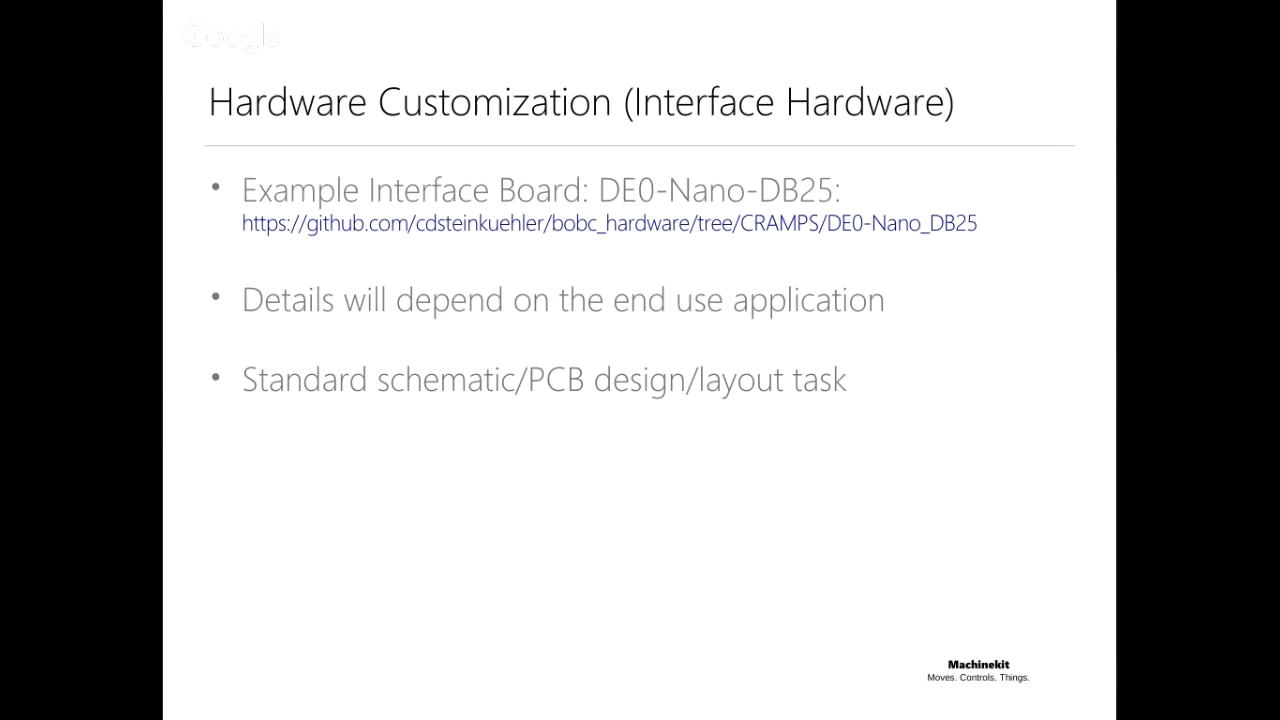 Google
Hardware Customization (Interface Hardware)
• Example Interface Board: DE0-Nano-DB25:
https://github.com/cdsteinkuehler/bobc_hardware/tree/CRAMPS/DE0-Nano_DB25
• Details will depend on the end use application
• Standard schematic/PCB design/layout task
Machinekit
Moves. Controls. Things.